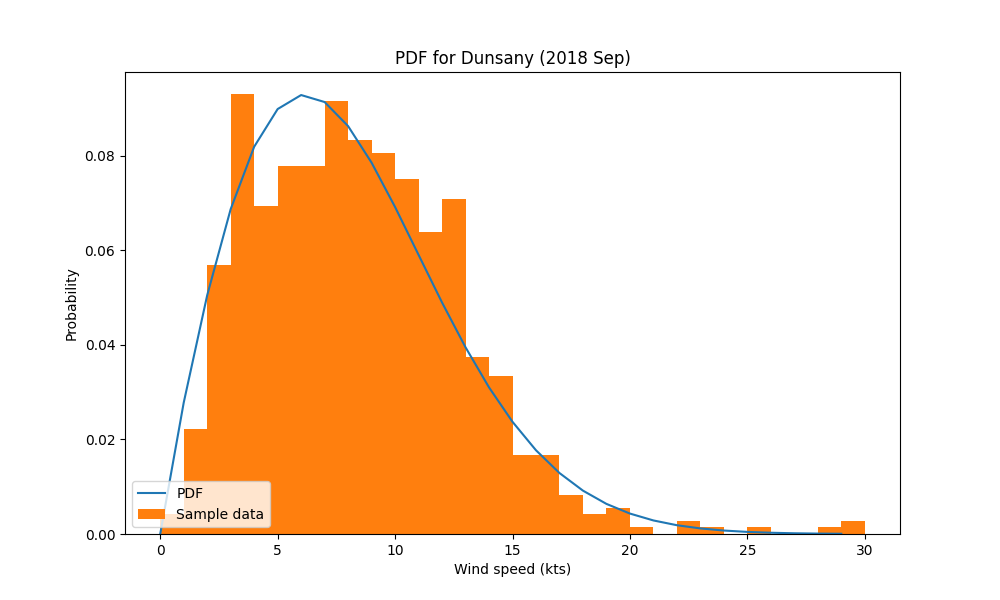 PDF for Dunsany (2018 Sep)
0.08
0.06
0.04
0.02
0.00
Probability
PDF
Sample data
0
5
10
15
20
25
30
Wind speed (kts)